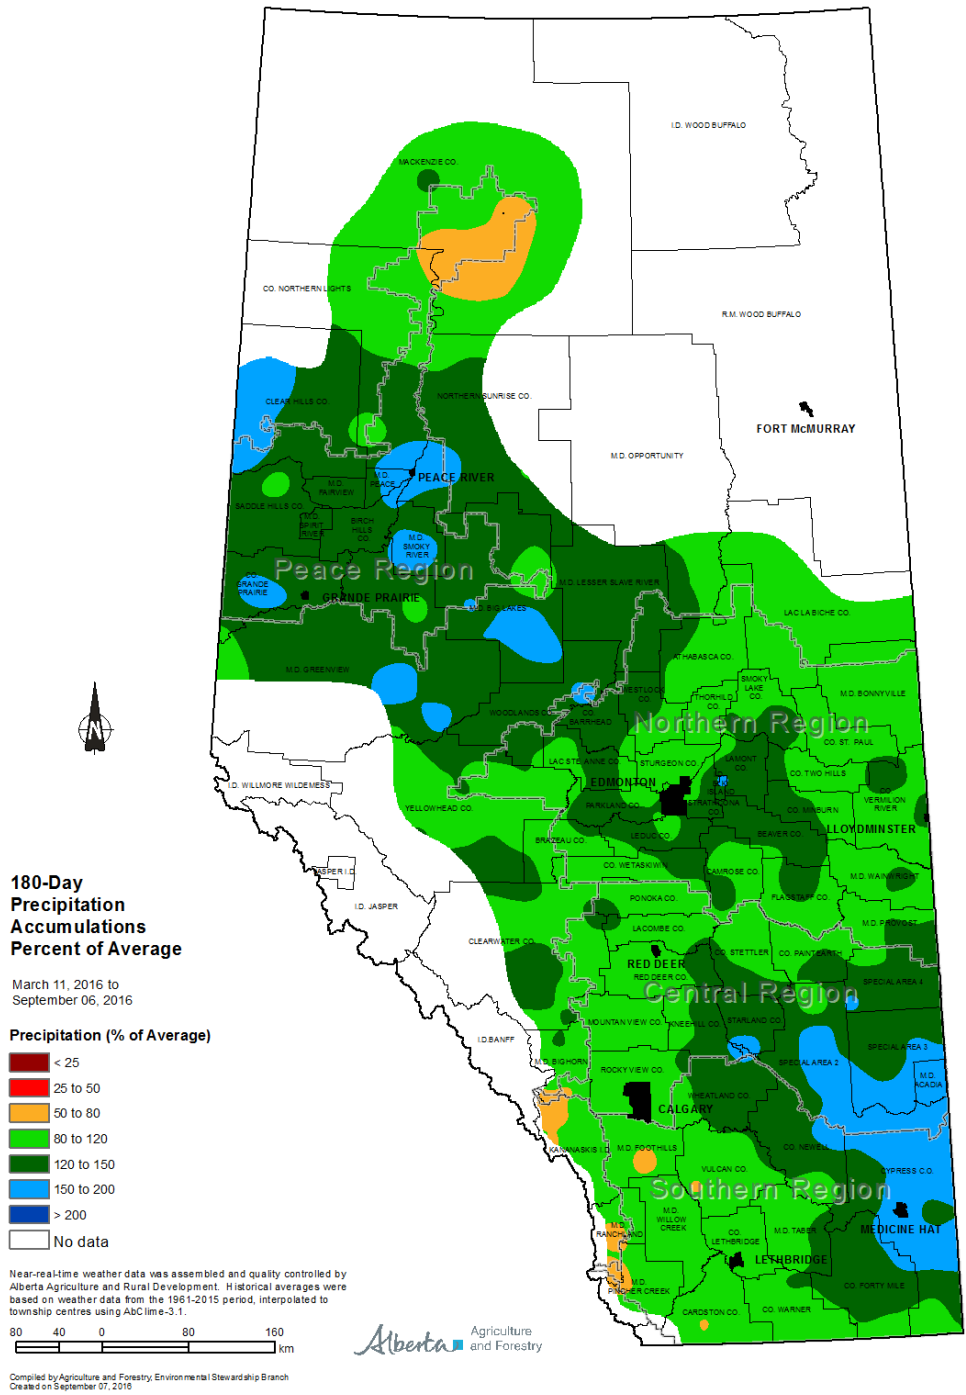 I.D. WOOD BUFFALO
MACKENZIE CO.
CO. NORTHERN LIGHTS
R.M. WOOD BUFFALO
CLEAR HILLS CO.
NORTHERN SUNRISE CO.
FORT McMURRAY
M.D. OPPORTUNITY
PEACE RIVER
M.D.
PEACE
M.D.
FAIRVIEW
SADDLE HILLS CO.
M.D.
SPIRIT
RIVER
BIRCH
HILLS
CO.
M.D.
SMOKY
RIVER
Peace Region
CO.
GRANDE
PRAIRIE
GRANDE PRAIRIE
M.D. LESSER SLAVE RIVER
M.D. BIG LAKES
LAC LA BICHE CO.
M.D. GREENVIEW
ATHABASCA CO.
SMOKY
LAKE
CO.
M.D. BONNYVILLE
THORHILD
CO.
WESTLOCK
CO.
WOODLANDS CO.
CO.
BARRHEAD
Northern Region
CO. ST. PAUL
LAC STE ANNE CO.
STURGEON CO.
LAMONT
CO.
CO. TWO HILLS
I.D. WILLMORE WILDERNESS
EDMONTON
ISLAND
STRATHCONA
CO.
PARKLAND CO.
CO. MINBURN
CO.
VERMILION
RIVER
YELLOWHEAD CO.
LLOYDMINSTER
BRAZEAU CO.
LEDUC CO.
BEAVER CO.
JASPER I.D.
CO. WETASKIWIN
CAMROSE CO.
M.D. WAINWRIGHT
180-Day
Precipitation
Accumulations
Percent of Average
I.D. JASPER
PONOKA CO.
FLAGSTAFF CO.
M.D. PROVOST
CLEARWATER CO.
LACOMBE CO.
CO. STETTLER
CO. PAINTEARTH
RED DEER
RED DEER CO.
SPECIAL AREA 4
Central Region
March 11, 2016 to
September 06, 2016
MOUNTAIN VIEW CO.
KNEEHILL CO.
STARLAND CO.
Precipitation (% of Average)
I.D.BANFF
SPECIAL AREA 3
< 25
M.D. BIGHORN
SPECIAL AREA 2
ROCKY VIEW CO.
M.D.
ACADIA
25 to 50
50 to 80
WHEATLAND CO.
CALGARY
80 to 120
KANANASKIS I.D.
M.D. FOOTHILLS
CO. NEWELL
120 to 150
VULCAN CO.
CYPRESS C.O.
150 to 200
Southern Region
> 200
M.D.
WILLOW
CREEK
M.D.
RANCHLAND
CO.
LETHBRIDGE
M.D. TABER
MEDICINE HAT
No data
LETHBRIDGE
M.D.
PINCHER CREEK
CO. FORTY MILE
CARDSTON CO.
CO. WARNER
Near-real-time weather data was assembled and quality controlled by
Alberta Agriculture and Rural Development. Historical averages were
based on weather data from the 1961-2015 period, interpolated to
township centres using AbClime-3.1.
80 40 0 80 160
km
Alberta Agriculture
and Forestry
Compiled by Agriculture and Forestry, Environmental Stewardship Branch
Created on September 07, 2016
N